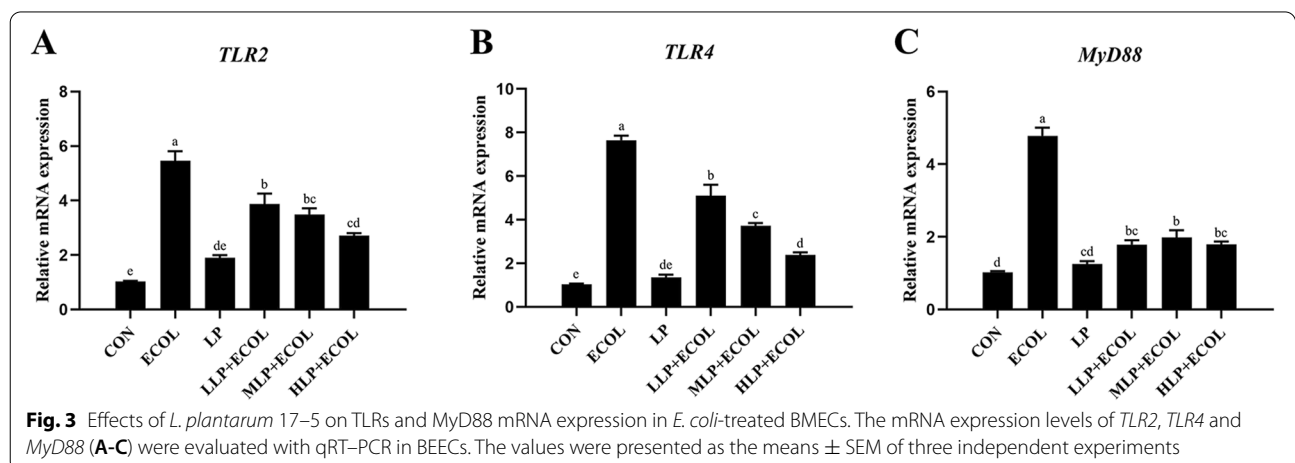 A
TLR2
Relative mRNA expression
8
6
4
2
0
e
a
de
b
bc
cd
CON
ECOL
LP
LLP+ECOL
MLP+ECOL
HLP+ECOL
B
TLR4
Relative mRNA expression
10
8
6
4
2
0
e
a
de
b
c
d
CON
ECOL
LP
LLP+ECOL
MLP+ECOL
HLP+ECOL
C
MyD88
Relative mRNA expression
6
4
2
0
d
a
cd
bc
b
bc
CON
ECOL
LP
LLP+ECOL
MLP+ECOL
HLP+ECOL
Fig. 3 Effects of L. plantarum 17–5 on TLRs and MyD88 mRNA expression in E. coli-treated BMECs. The mRNA expression levels of TLR2, TLR4 and
MyD88 (A-C) were evaluated with qRT–PCR in BEECs. The values were presented as the means ± SEM of three independent experiments